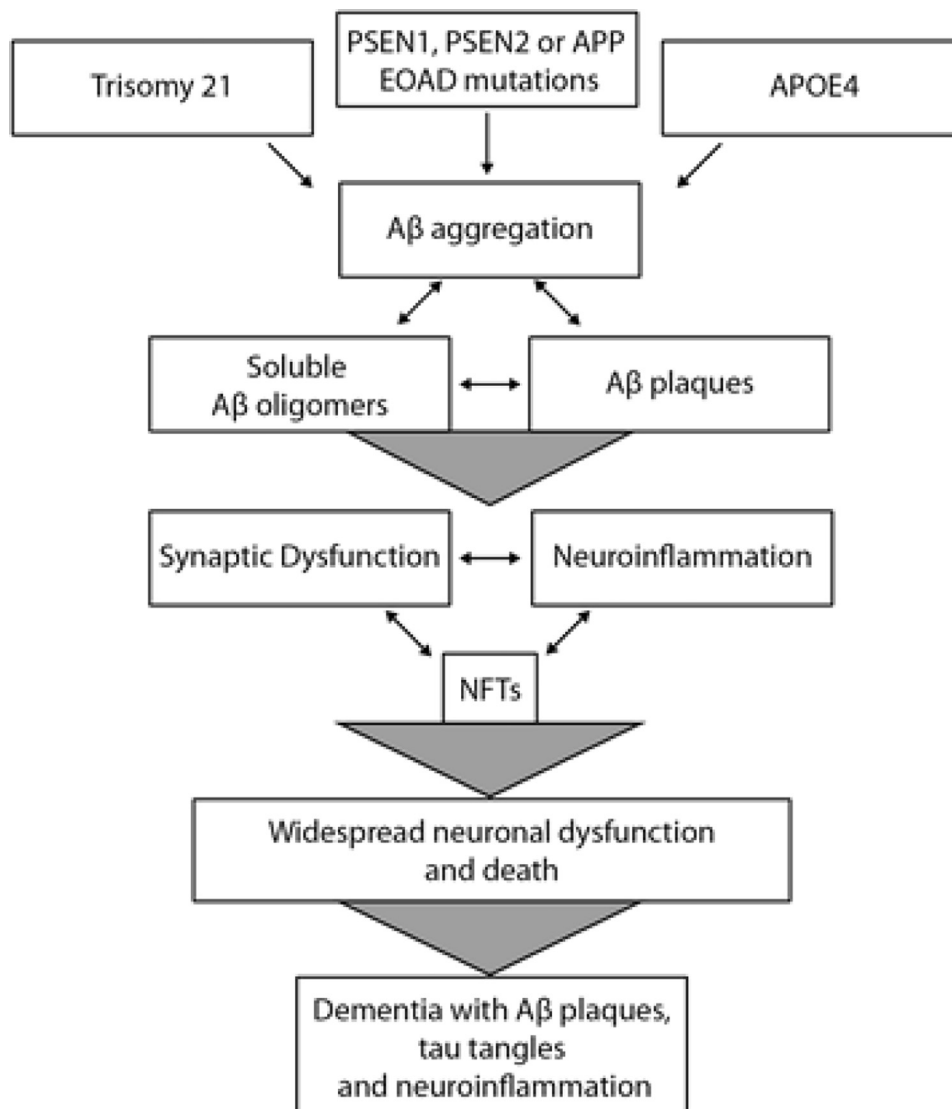 Trisomy 21
PSEN1, PSEN2 or APP
EOAD mutations
APOE4
Aβ aggregation
Soluble
Aβ oligomers
Aβ plaques
Synaptic Dysfunction
Neuroinflammation
NFTs
Widespread neuronal dysfunction
and death
Dementia with Aβ plaques,
tau tangles
and neuroinflammation